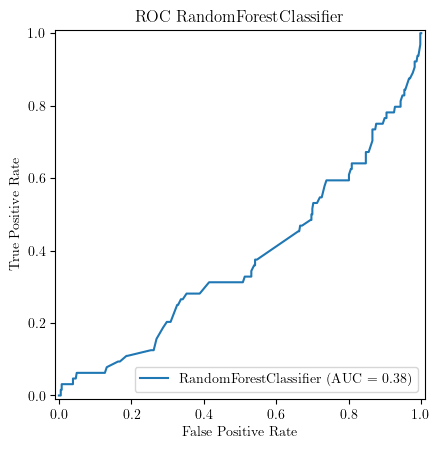 ROC RandomForestClassifier
1.0
0.8
0.6
0.4
0.2
0.0
True Positive Rate
RandomForestClassifier (AUC = 0.38)
0.0 0.2 0.4 0.6 0.8 1.0
False Positive Rate